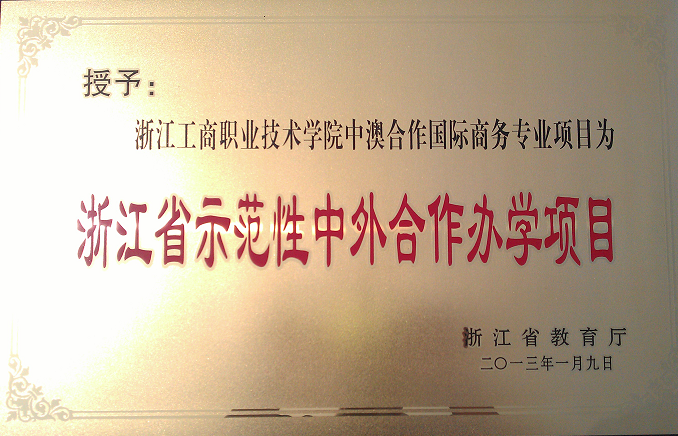 授予：
浙江工商职业技术学院中澳合作国际商务专业项目为
浙江省示范性中外合作办学项目
浙江省教育厅
二〇一三年一月九日